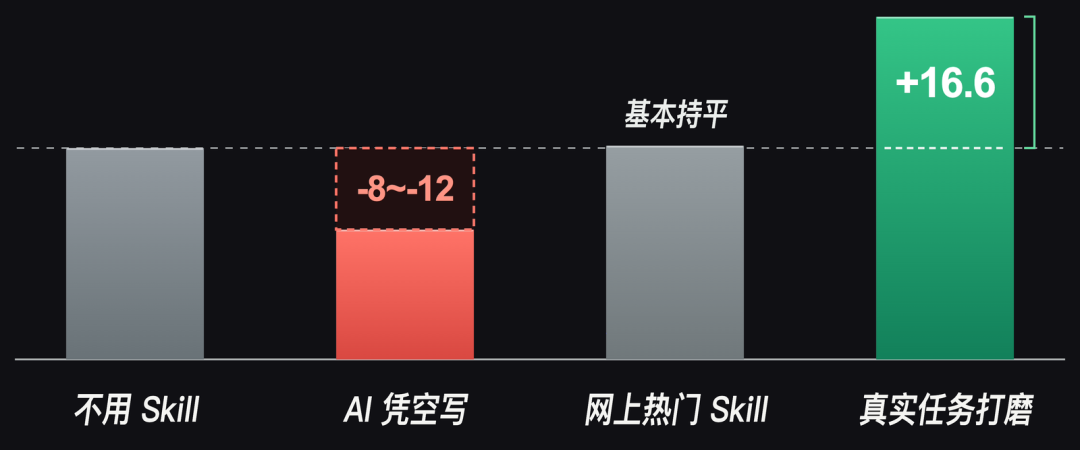 +16.6
基本持平
-8~-12
不用 Skill
AI 凭空写
网上热门 Skill
真实任务打磨